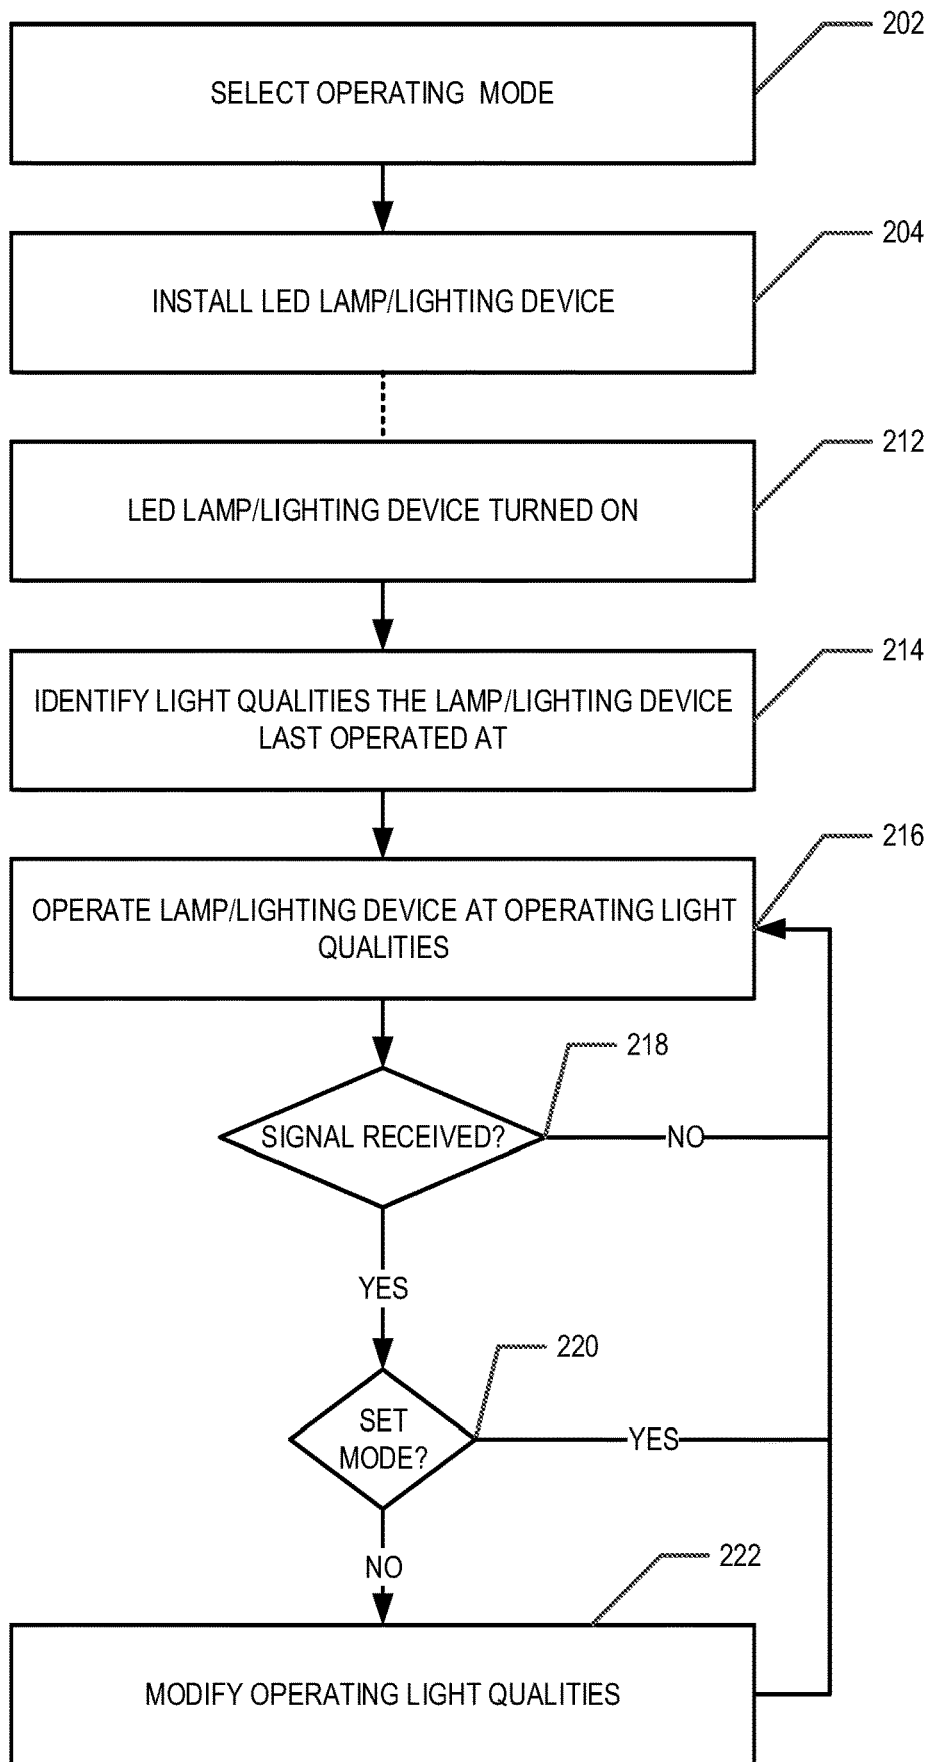 202
SELECT OPERATING MODE
204
INSTALL LED LAMP/LIGHTING DEVICE
212
LED LAMP/LIGHTING DEVICE TURNED ON
214
IDENTIFY LIGHT QUALITIES THE LAMP/LIGHTING DEVICE
LAST OPERATED AT
216
OPERATE LAMP/LIGHTING DEVICE AT OPERATING LIGHT
QUALITIES
218
SIGNAL RECEIVED?
NO
YES
220
SET
MODE?
YES
NO
222
MODIFY OPERATING LIGHT QUALITIES